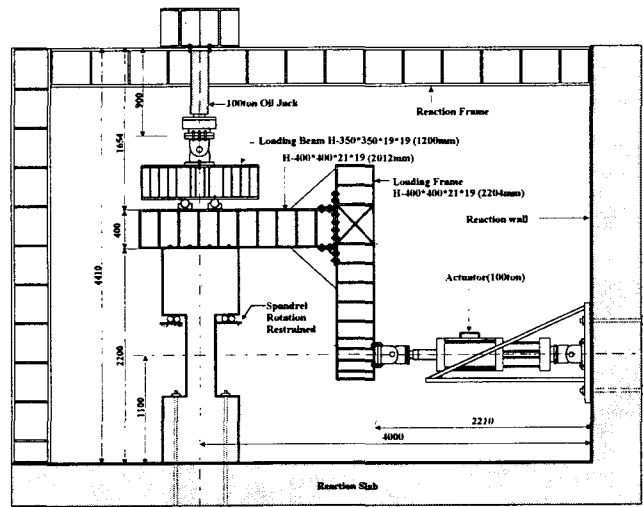 100ton Oil Jack
900
Reaction Frame
1654
Loading Beam H-350*350*19*19 (1200mm)
H-400*400*21*19 (2012mm)
Loading Frame
H-400*400*21*19 (2204mm)
Reaction wall
400
4410
Actuator(100ton)
Spandrel
Rotation
Restrained
2200
1100
2210
4000
Reaction Slab